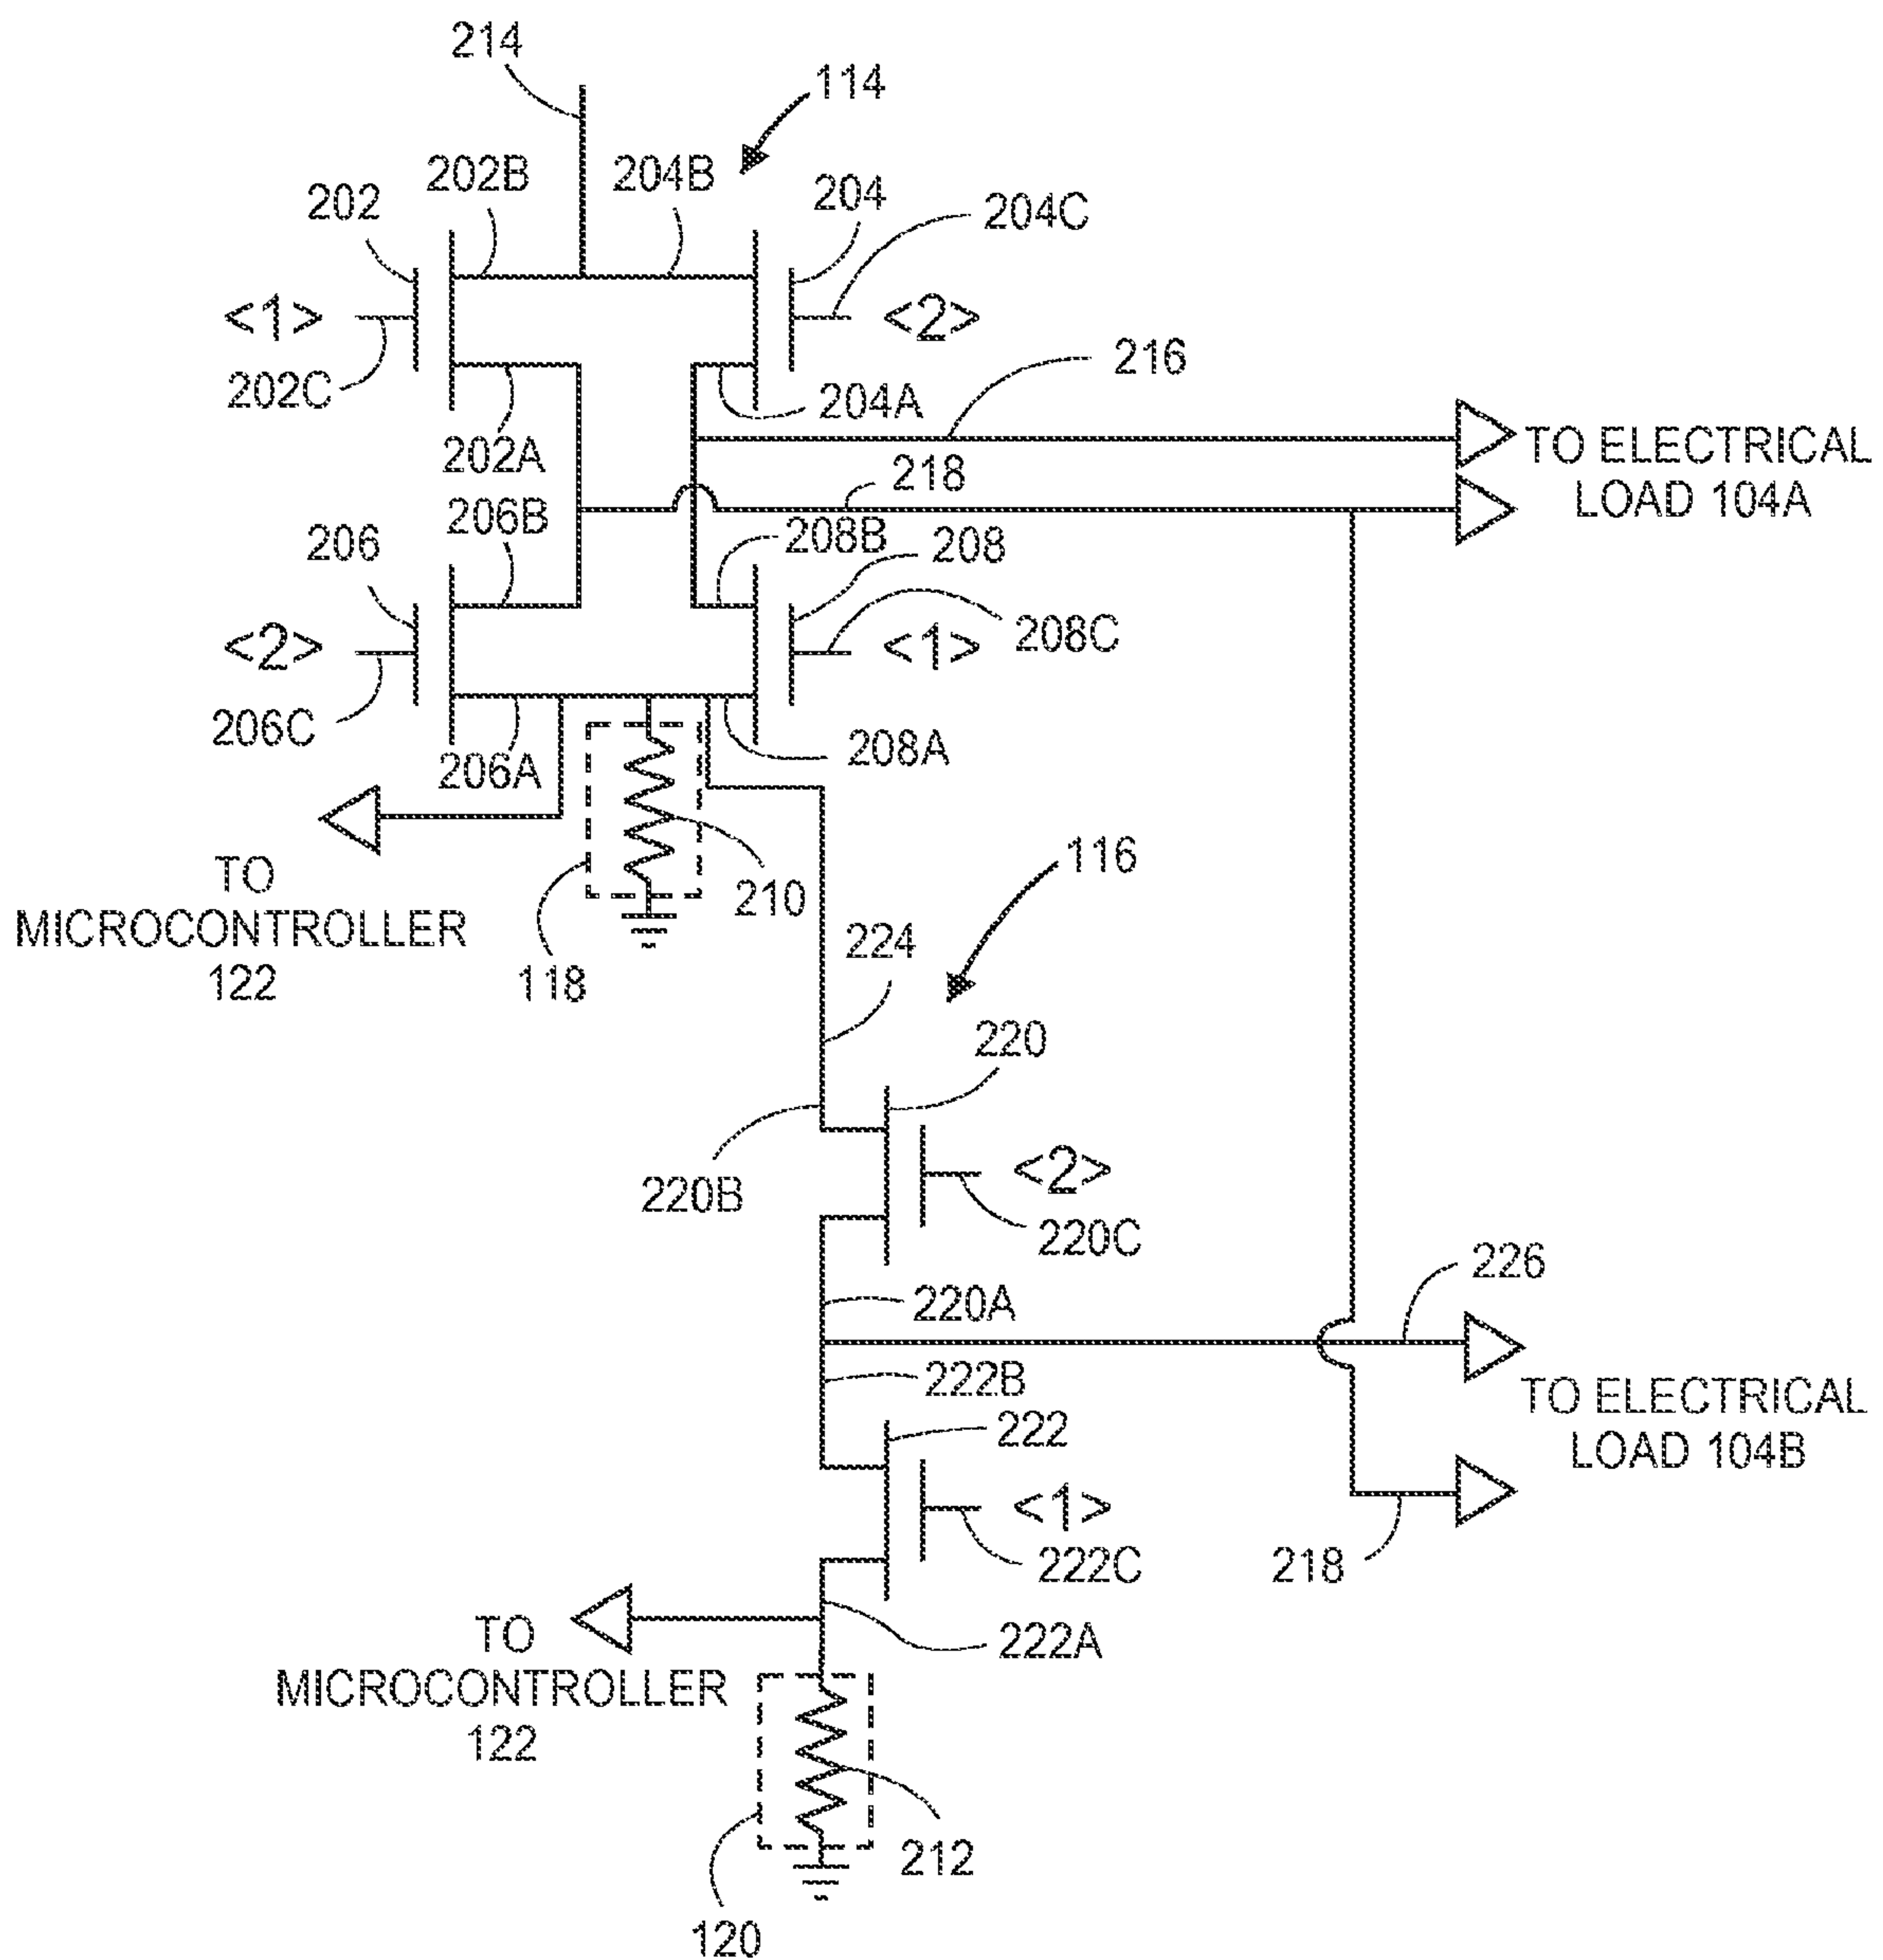 214
114
202B
204B
202
204
204C
<1>
<2>
202C
204A
216
202A
TO ELECTRICAL
LOAD 104A
218
206B
208B
206
208
<2>
<1>
208C
206C
206A
208A
TO
MICROCONTROLLER
122
210
118
116
224
220
220B
<2>
220C
220A
226
222B
TO ELECTRICAL
LOAD 104B
222
<1>
222C
218
222A
TO
MICROCONTROLLER
122
212
120